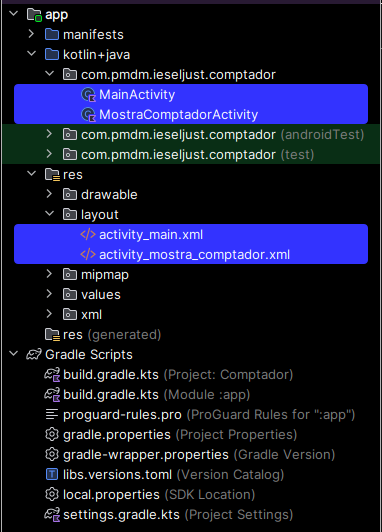 app
manifests
kotlin+java
com.pmdm.ieseljust.comptador
MainActivity
MostraComptadorActivity
com.pmdm.ieseljust.comptador (androidTest)
com.pmdm.ieseljust.comptador (test)
res
drawable
layout
activity_main.xml
activity_mostra_comptador.xml
mipmap
values
xml
res (generated)
Gradle Scripts
build.gradle.kts (Project: Comptador)
build.gradle.kts (Module :app)
proguard-rules.pro (ProGuard Rules for ":app")
gradle.properties (Project Properties)
gradle-wrapper.properties (Gradle Version)
libs.versions.toml (Version Catalog)
local.properties (SDK Location)
settings.gradle.kts (Project Settings)